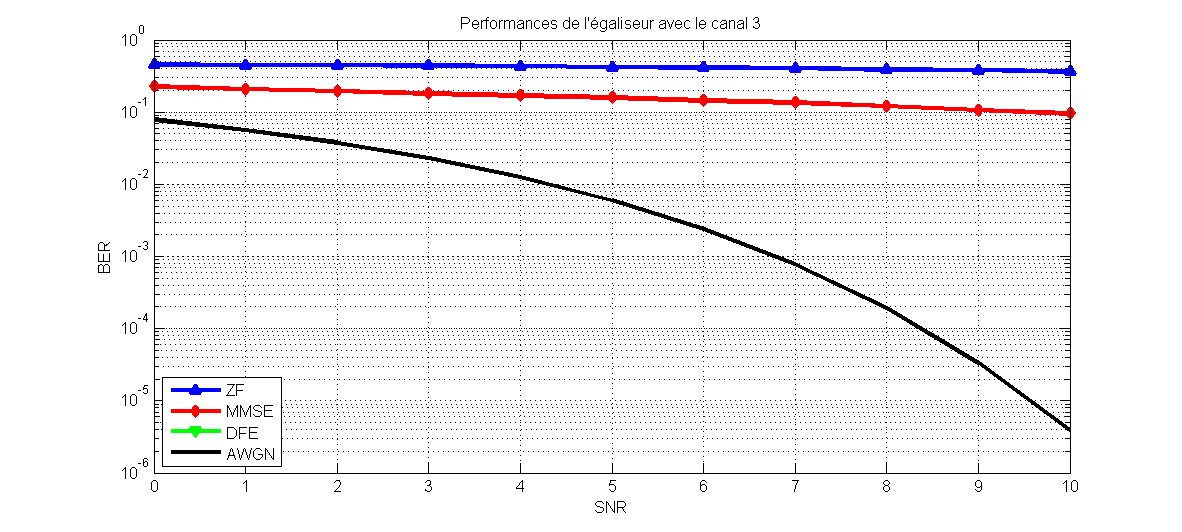 Performances de l'égaliseur avec le canal 3
10^0
10^-1
10^-2
10^-3
10^-4
10^-5
10^-6
BER
ZF
MMSE
DFE
AWGN
0 1 2 3 4 5 6 7 8 9 10
SNR